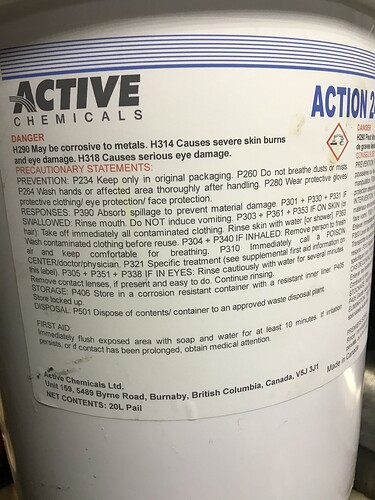 ACTIVE
CHEMICALS
ACTION 2
DANGER
H290 May be corrosive to metals. H314 Causes severe skin burns
and eye damage. H318 Causes serious eye damage.
PRECAUTIONARY STATEMENTS:
PREVENTION: P234 Keep only in original packaging. P260 Do not breathe dusts or mists.
P264 Wash hands or affected area thoroughly after handling. P280 Wear protective gloves/
protective clothing/ eye protection/ face protection.
RESPONSES: P390 Absorb spillage to prevent material damage. P301 + P330 + P331 IF
SWALLOWED: Rinse mouth. Do NOT induce vomiting. P303 + P361 + P353 IF ON SKIN (or
hair): Take off immediately all contaminated clothing. Rinse skin with water [or shower]. P363
Wash contaminated clothing before reuse. P304 + P340 IF INHALED: Remove person to fresh
air and keep comfortable for breathing. P310 Immediately call a POISON
CENTER/doctor/physician. P321 Specific treatment (see supplemental first aid information on
this label). P305 + P351 + P338 IF IN EYES: Rinse cautiously with water for several minutes.
Remove contact lenses, if present and easy to do. Continue rinsing.
STORAGE: P406 Store in a corrosion resistant container with a resistant inner liner. P405
Store locked up.
DISPOSAL: P501 Dispose of contents/ container to an approved waste disposal plant.
FIRST AID:
Immediately flush exposed area with soap and water for at least 10 minutes. If irritation
persists, or if contact has been prolonged, obtain medical attention.
Active Chemicals Ltd.
Unit 159, 5489 Byrne Road, Burnaby, British Columbia, Canada, V5J 3J1
NET CONTENTS: 20L Pail
Made in Canada
DANGER
H290 Peut
de graves